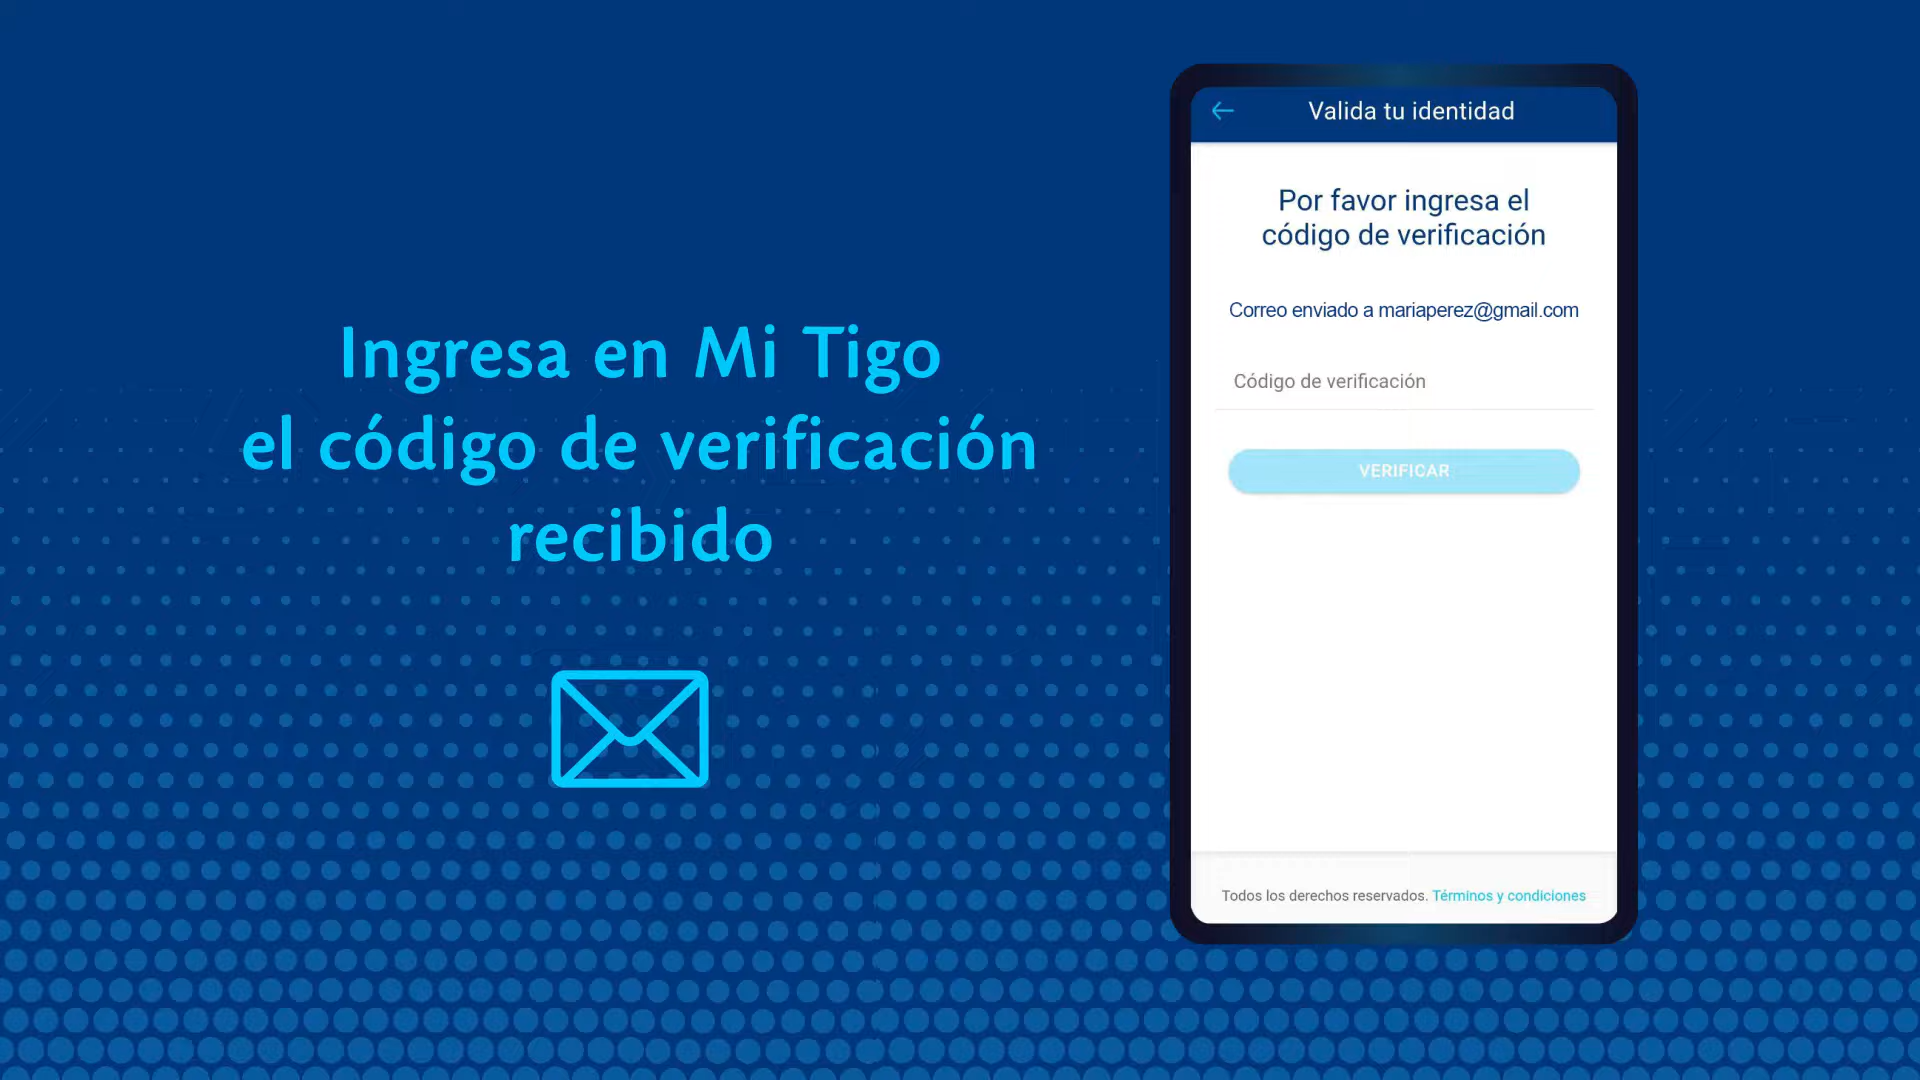 Ingresa en Mi Tigo
el código de verificación
recibido
Valida tu identidad
Por favor ingresa el
código de verificación
Correo enviado a mariaperez@gmail.com
Código de verificación
VERIFICAR
Todos los derechos reservados. Términos y condiciones